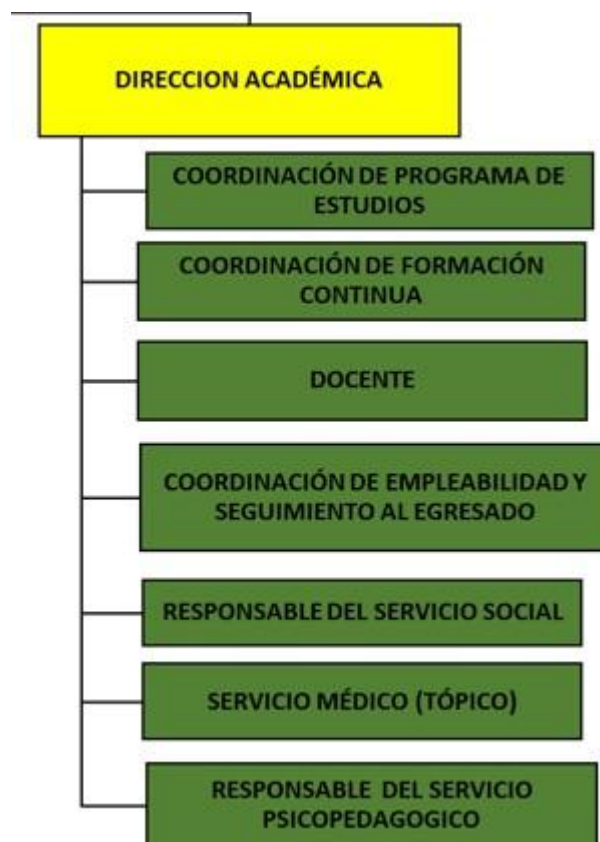 DIRECCION ACADÉMICA
COORDINACIÓN DE PROGRAMA DE
ESTUDIOS
COORDINACIÓN DE FORMACIÓN
CONTINUA
DOCENTE
COORDINACIÓN DE EMPLEABILIDAD Y
SEGUIMIENTO AL EGRESADO
RESPONSABLE DEL SERVICIO SOCIAL
SERVICIO MÉDICO (TÓPICO)
RESPONSABLE DEL SERVICIO
PSICOPEDAGOGICO